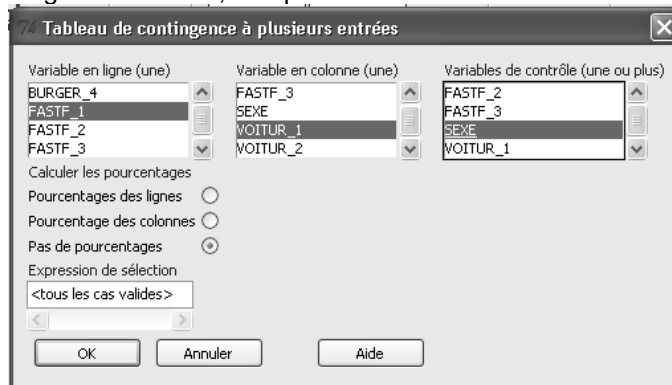 Tableau de contingence à plusieurs entrées
Variable en ligne (une) Variable en colonne (une) Variables de contrôle (une ou plus)
BURGER_4 FASTF_3 FASTF_2
FASTF_1 SEXE FASTF_3
FASTF_2 VOITUR_1 SEXE
FASTF_3 VOITUR_2 VOITUR_1
Calculer les pourcentages
Pourcentages des lignes
Pourcentage des colonnes
Pas de pourcentages
Expression de sélection
<tous les cas valides>
OK Annuler Aide